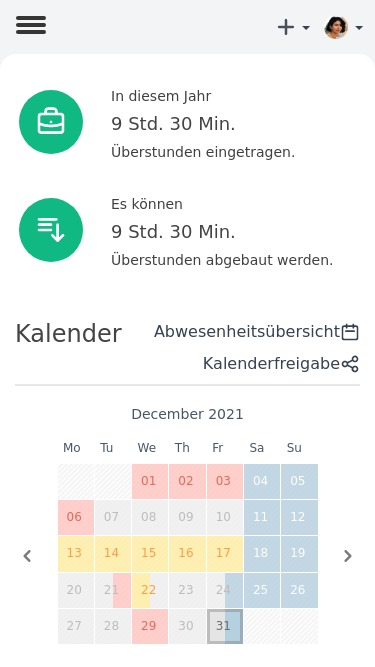 In diesem Jahr
9 Std. 30 Min.
Überstunden eingetragen.
Es können
9 Std. 30 Min.
Überstunden abgebaut werden.
Kalender
Abwesenheitsübersicht
Kalenderfreigabe
December 2021
Mo Tu We Th Fr Sa Su
01 02 03 04 05
06 07 08 09 10 11 12
13 14 15 16 17 18 19
20 21 22 23 24 25 26
27 28 29 30 31